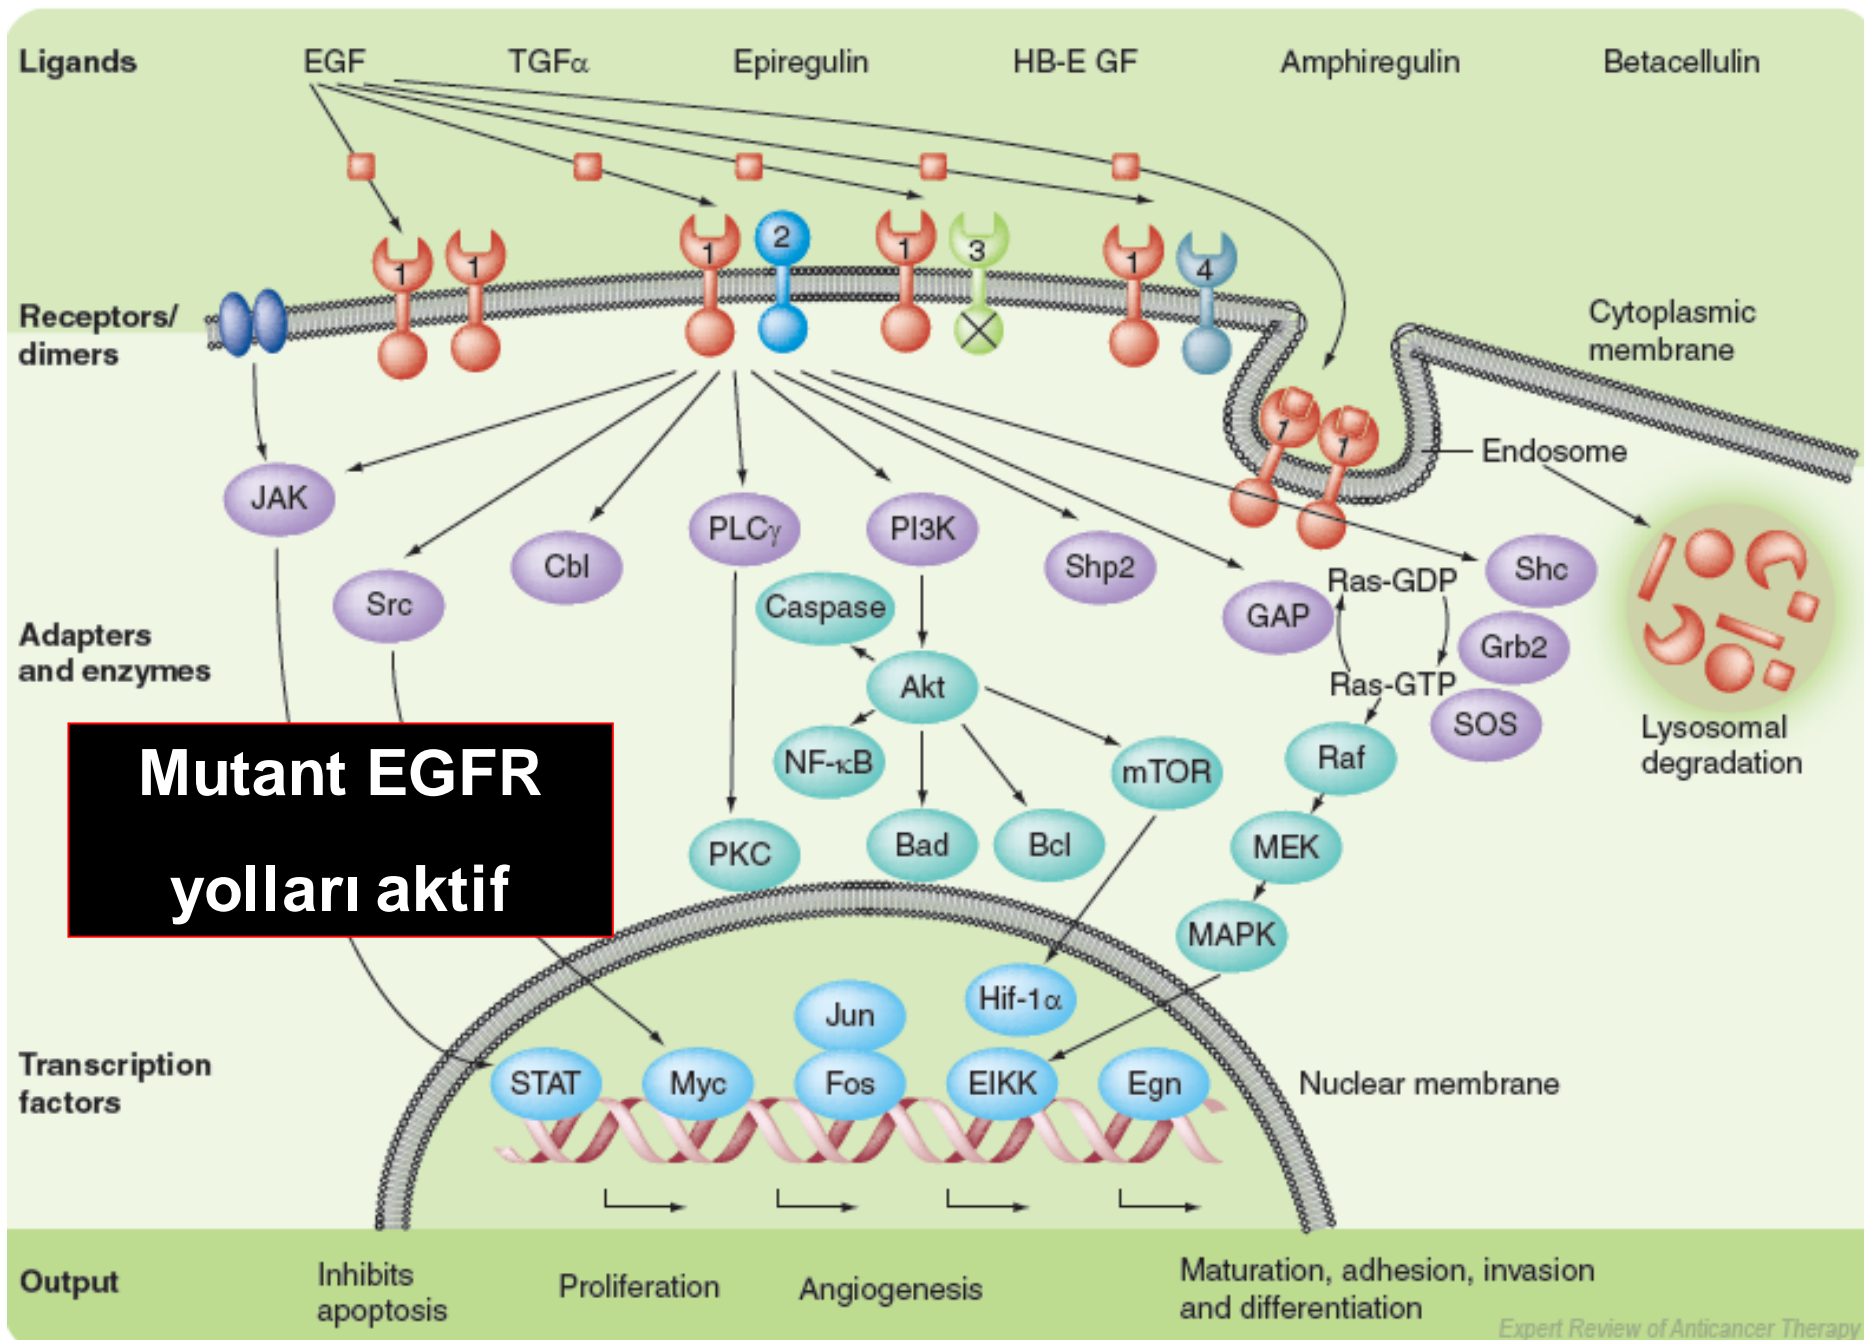 Ligands
EGF
TGFα
Epiregulin
HB-E GF
Amphiregulin
Betacellulin
1
1
1
2
1
3
1
4
Receptors/
dimers
Cytoplasmic
membrane
1
1
Endosome
JAK
Src
Cbl
PLCγ
PI3K
Shp2
GAP
Ras-GDP
Shc
Grb2
Ras-GTP
SOS
Caspase
Adapters
and enzymes
Akt
NF-κB
mTOR
Raf
Lysosomal
degradation
Mutant EGFR
yolları aktif
PKC
Bad
Bcl
MEK
MAPK
Hif-1α
Jun
Transcription
factors
STAT
Myc
Fos
EIKK
Egn
Nuclear membrane
Output
Inhibits
apoptosis
Proliferation
Angiogenesis
Maturation, adhesion, invasion
and differentiation
Expert Review of Anticancer Therapy